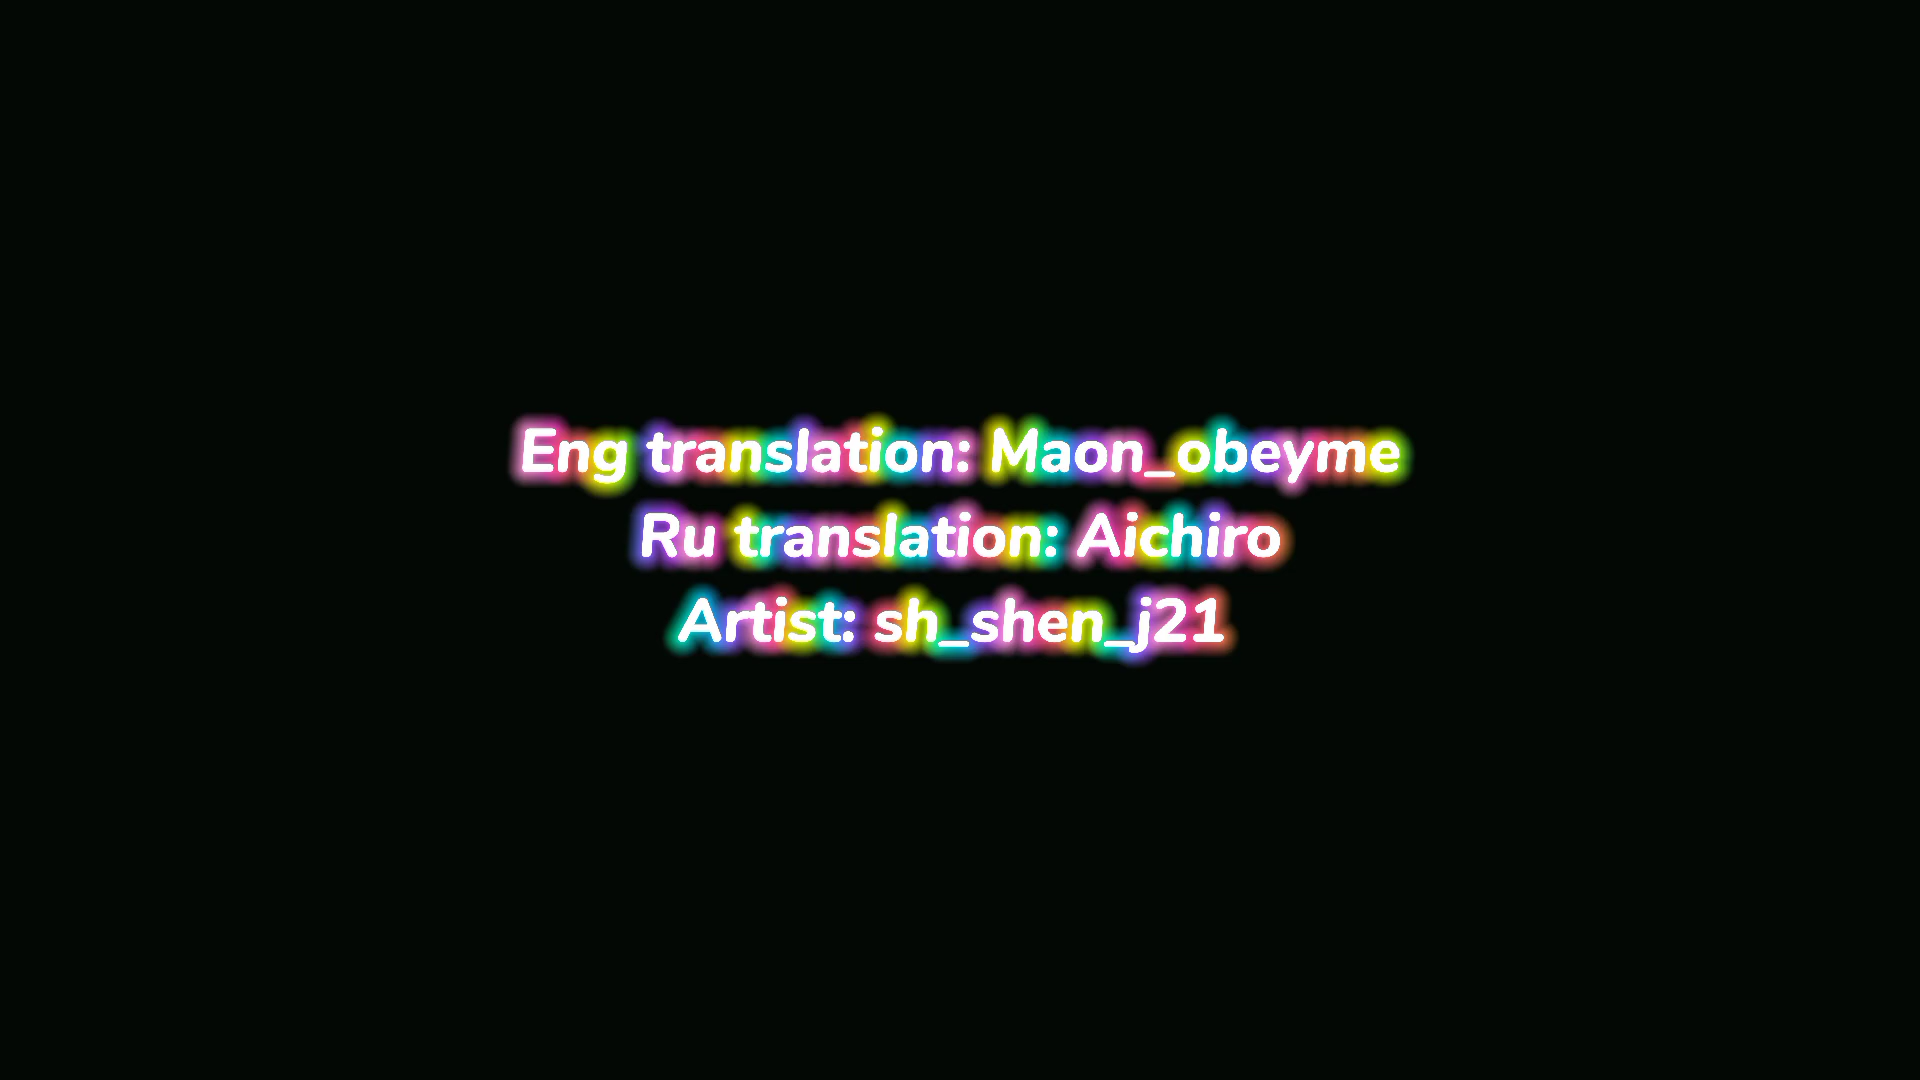 Eng translation: Maon_obeyme
Ru translation: Aichiro
Artist: sh_shen_j21